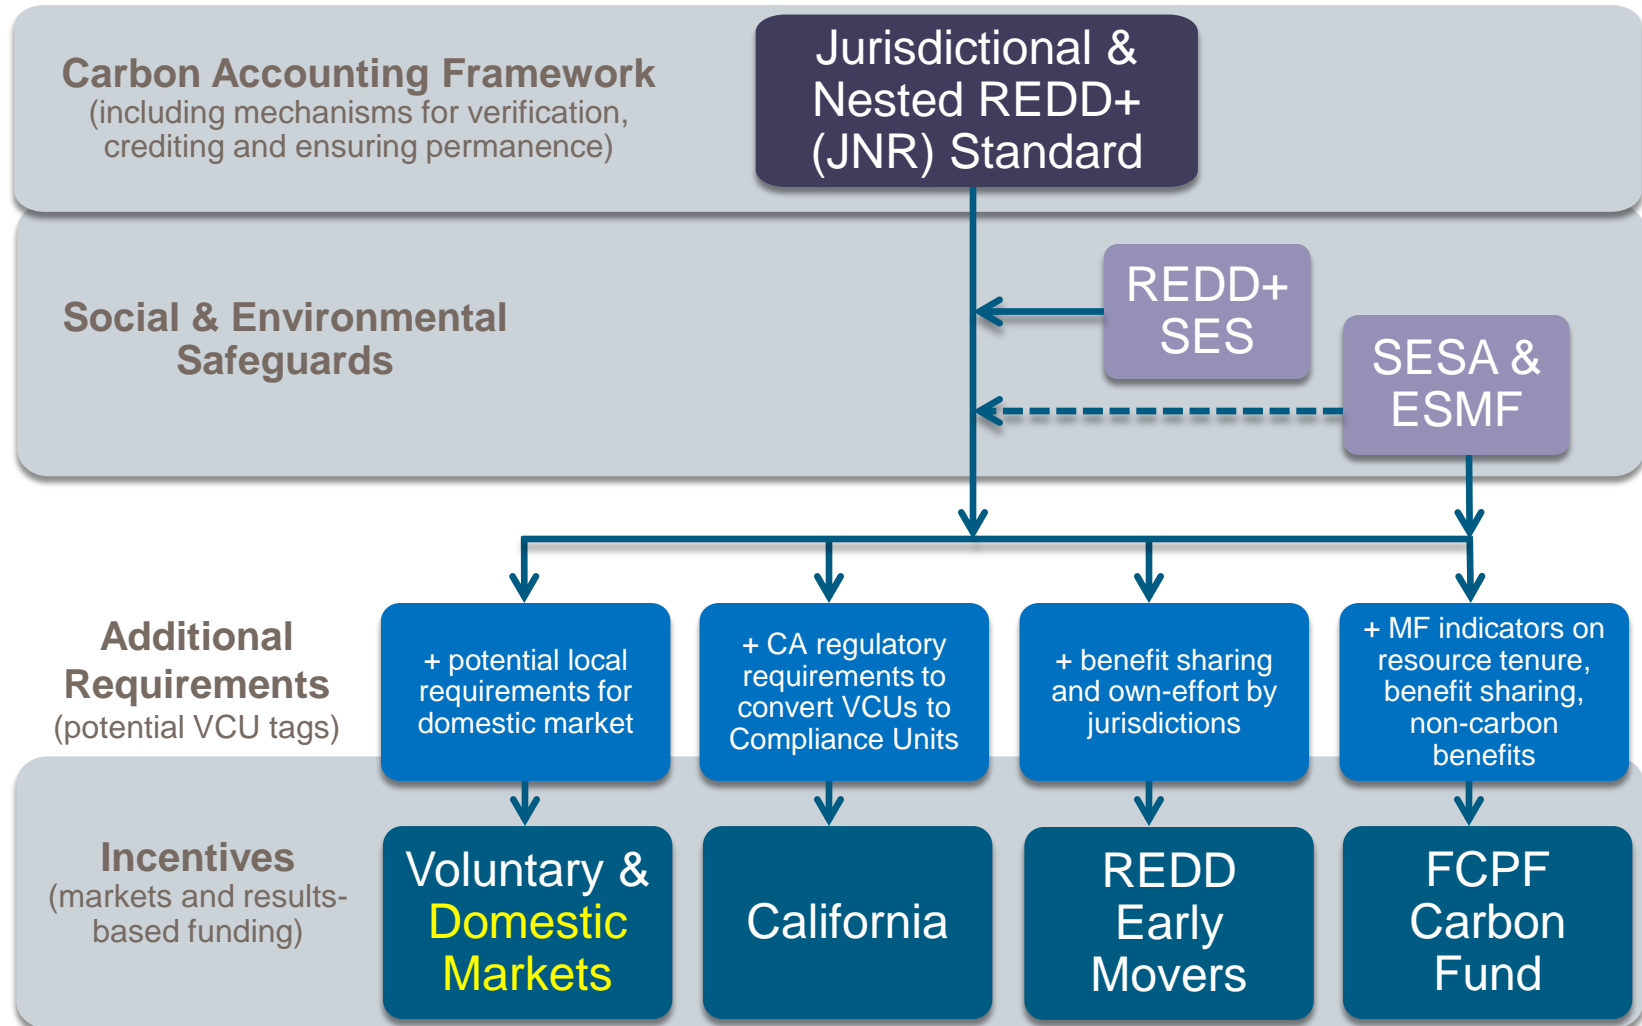 Carbon Accounting Framework
(including mechanisms for verification,
crediting and ensuring permanence)
Jurisdictional &
Nested REDD+
(JNR) Standard
Social & Environmental
Safeguards
REDD+
SES
SESA &
ESMF
Additional
Requirements
(potential VCU tags)
+ potential local
requirements for
domestic market
+ CA regulatory
requirements to
convert VCUs to
Compliance Units
+ benefit sharing
and own-effort by
jurisdictions
+ MF indicators on
resource tenure,
benefit sharing,
non-carbon
benefits
Incentives
(markets and results-
based funding)
Voluntary &
Domestic
Markets
California
REDD
Early
Movers
FCPF
Carbon
Fund